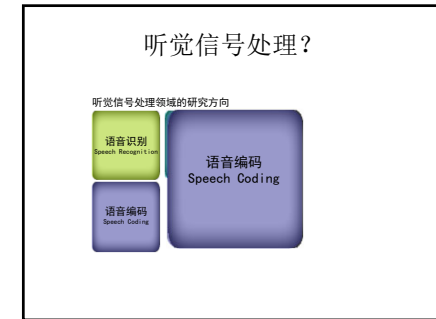 听觉信号处理?
听觉信号处理领域的研究方向
语音识别
Speech Recognition
语音编码
Speech Coding
语音编码
Speech Coding